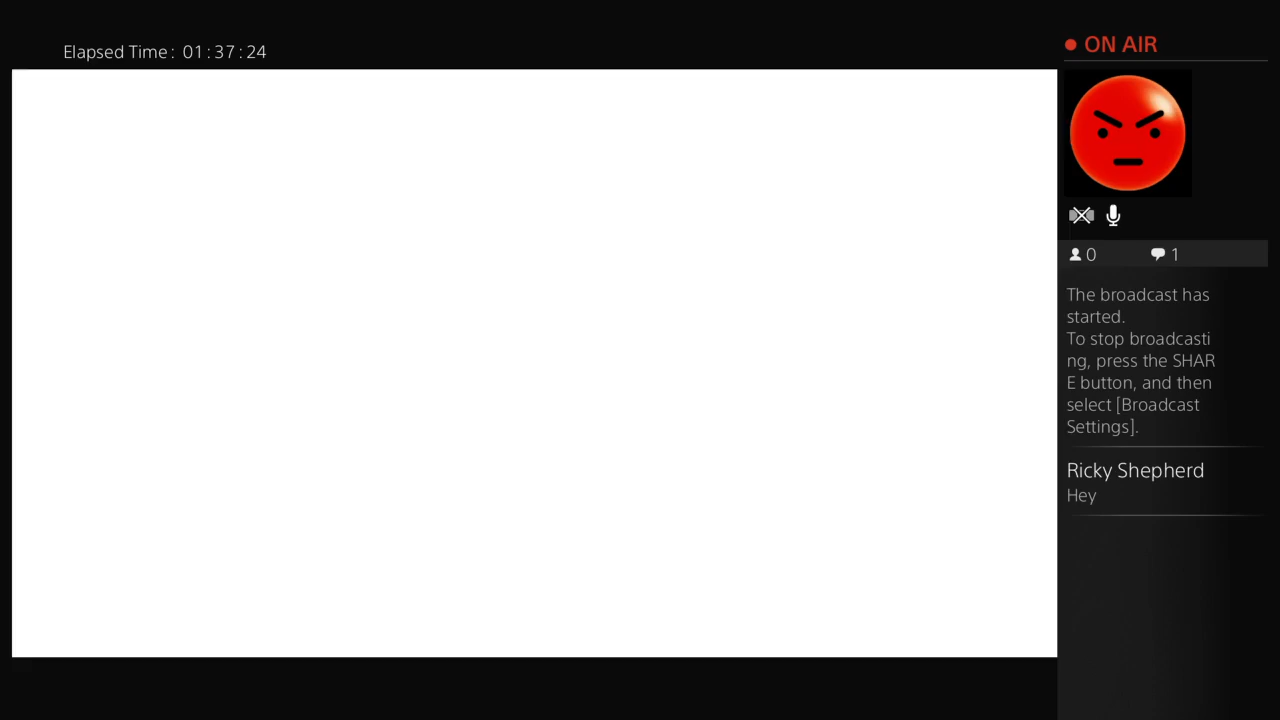 Elapsed Time: 01:37:24
ON AIR
0 1
The broadcast has
started.
To stop broadcasti
ng, press the SHAR
E button, and then
select [Broadcast
Settings].
Ricky Shepherd
Hey